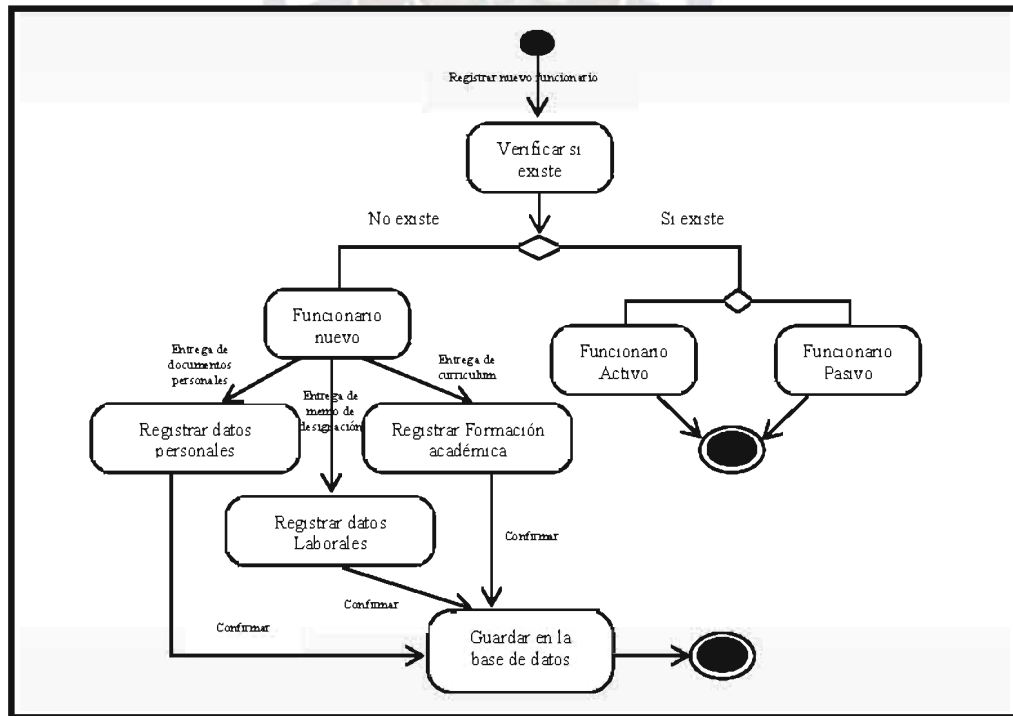 Registrar nuevo funcionario
Verificar si
existe
No existe
Si existe
Funcionario
nuevo
Funcionario
Activo
Funcionario
Pasivo
Entrega de
documentos
personales
Entrega de
memo de
designación
Entrega de
curriculum
Registrar datos
personales
Registrar Formación
académica
Registrar datos
Laborales
Confirmar
Confirmar
Confirmar
Guardar en la
base de datos